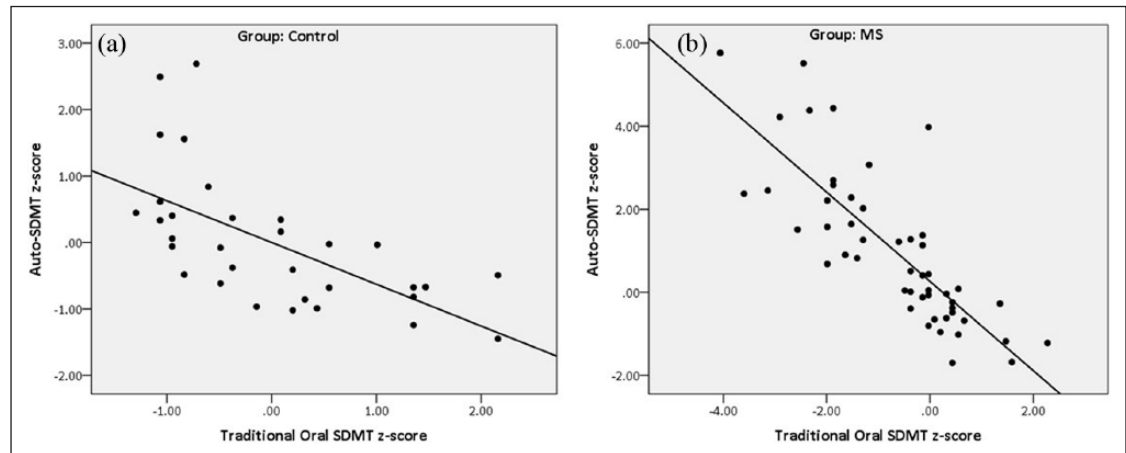 (a)
Group: Control
3.00
2.00
1.00
.00
-1.00
-2.00
Auto-SDMT z-score
-1.00 .00 1.00 2.00
Traditional Oral SDMT z-score
(b)
Group: MS
6.00
4.00
2.00
.00
-2.00
Auto-SDMT z-score
-4.00 -2.00 .00 2.00
Traditional Oral SDMT z-score